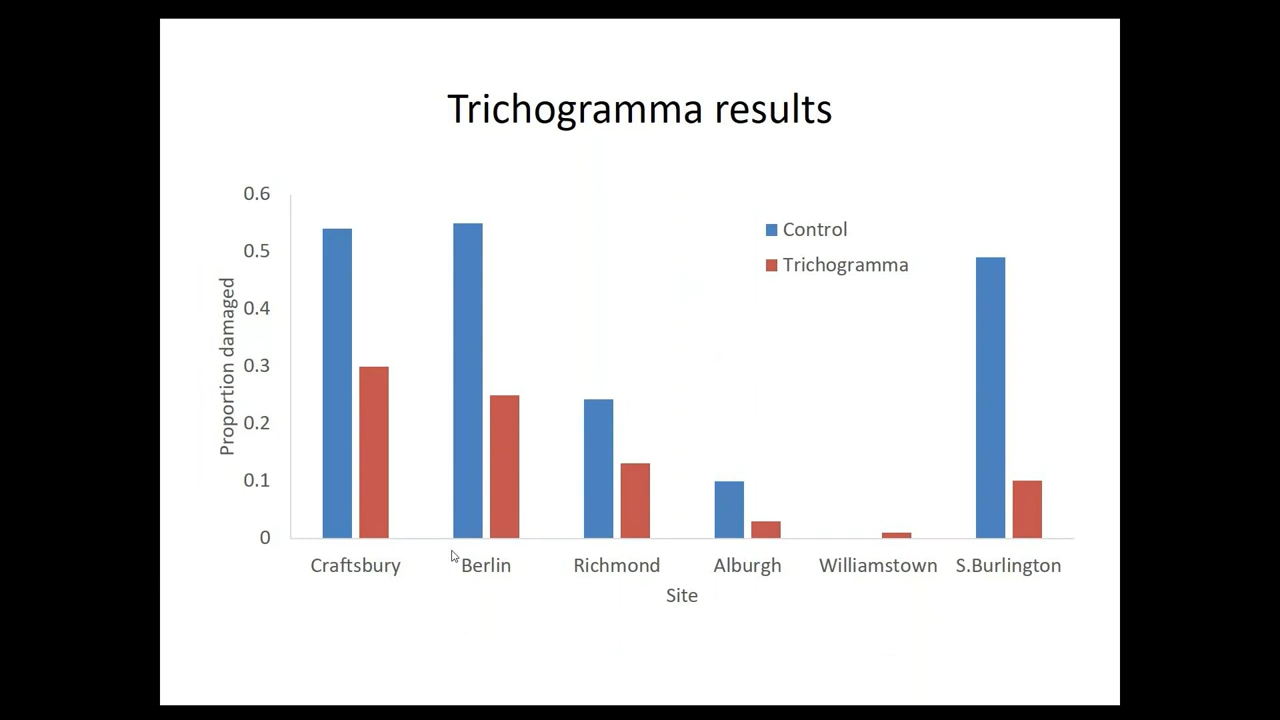 Trichogramma results
0.6
0.5
0.4
0.3
0.2
0.1
0
Proportion damaged
Control
Trichogramma
Craftsbury Berlin Richmond Alburgh Williamstown S.Burlington
Site